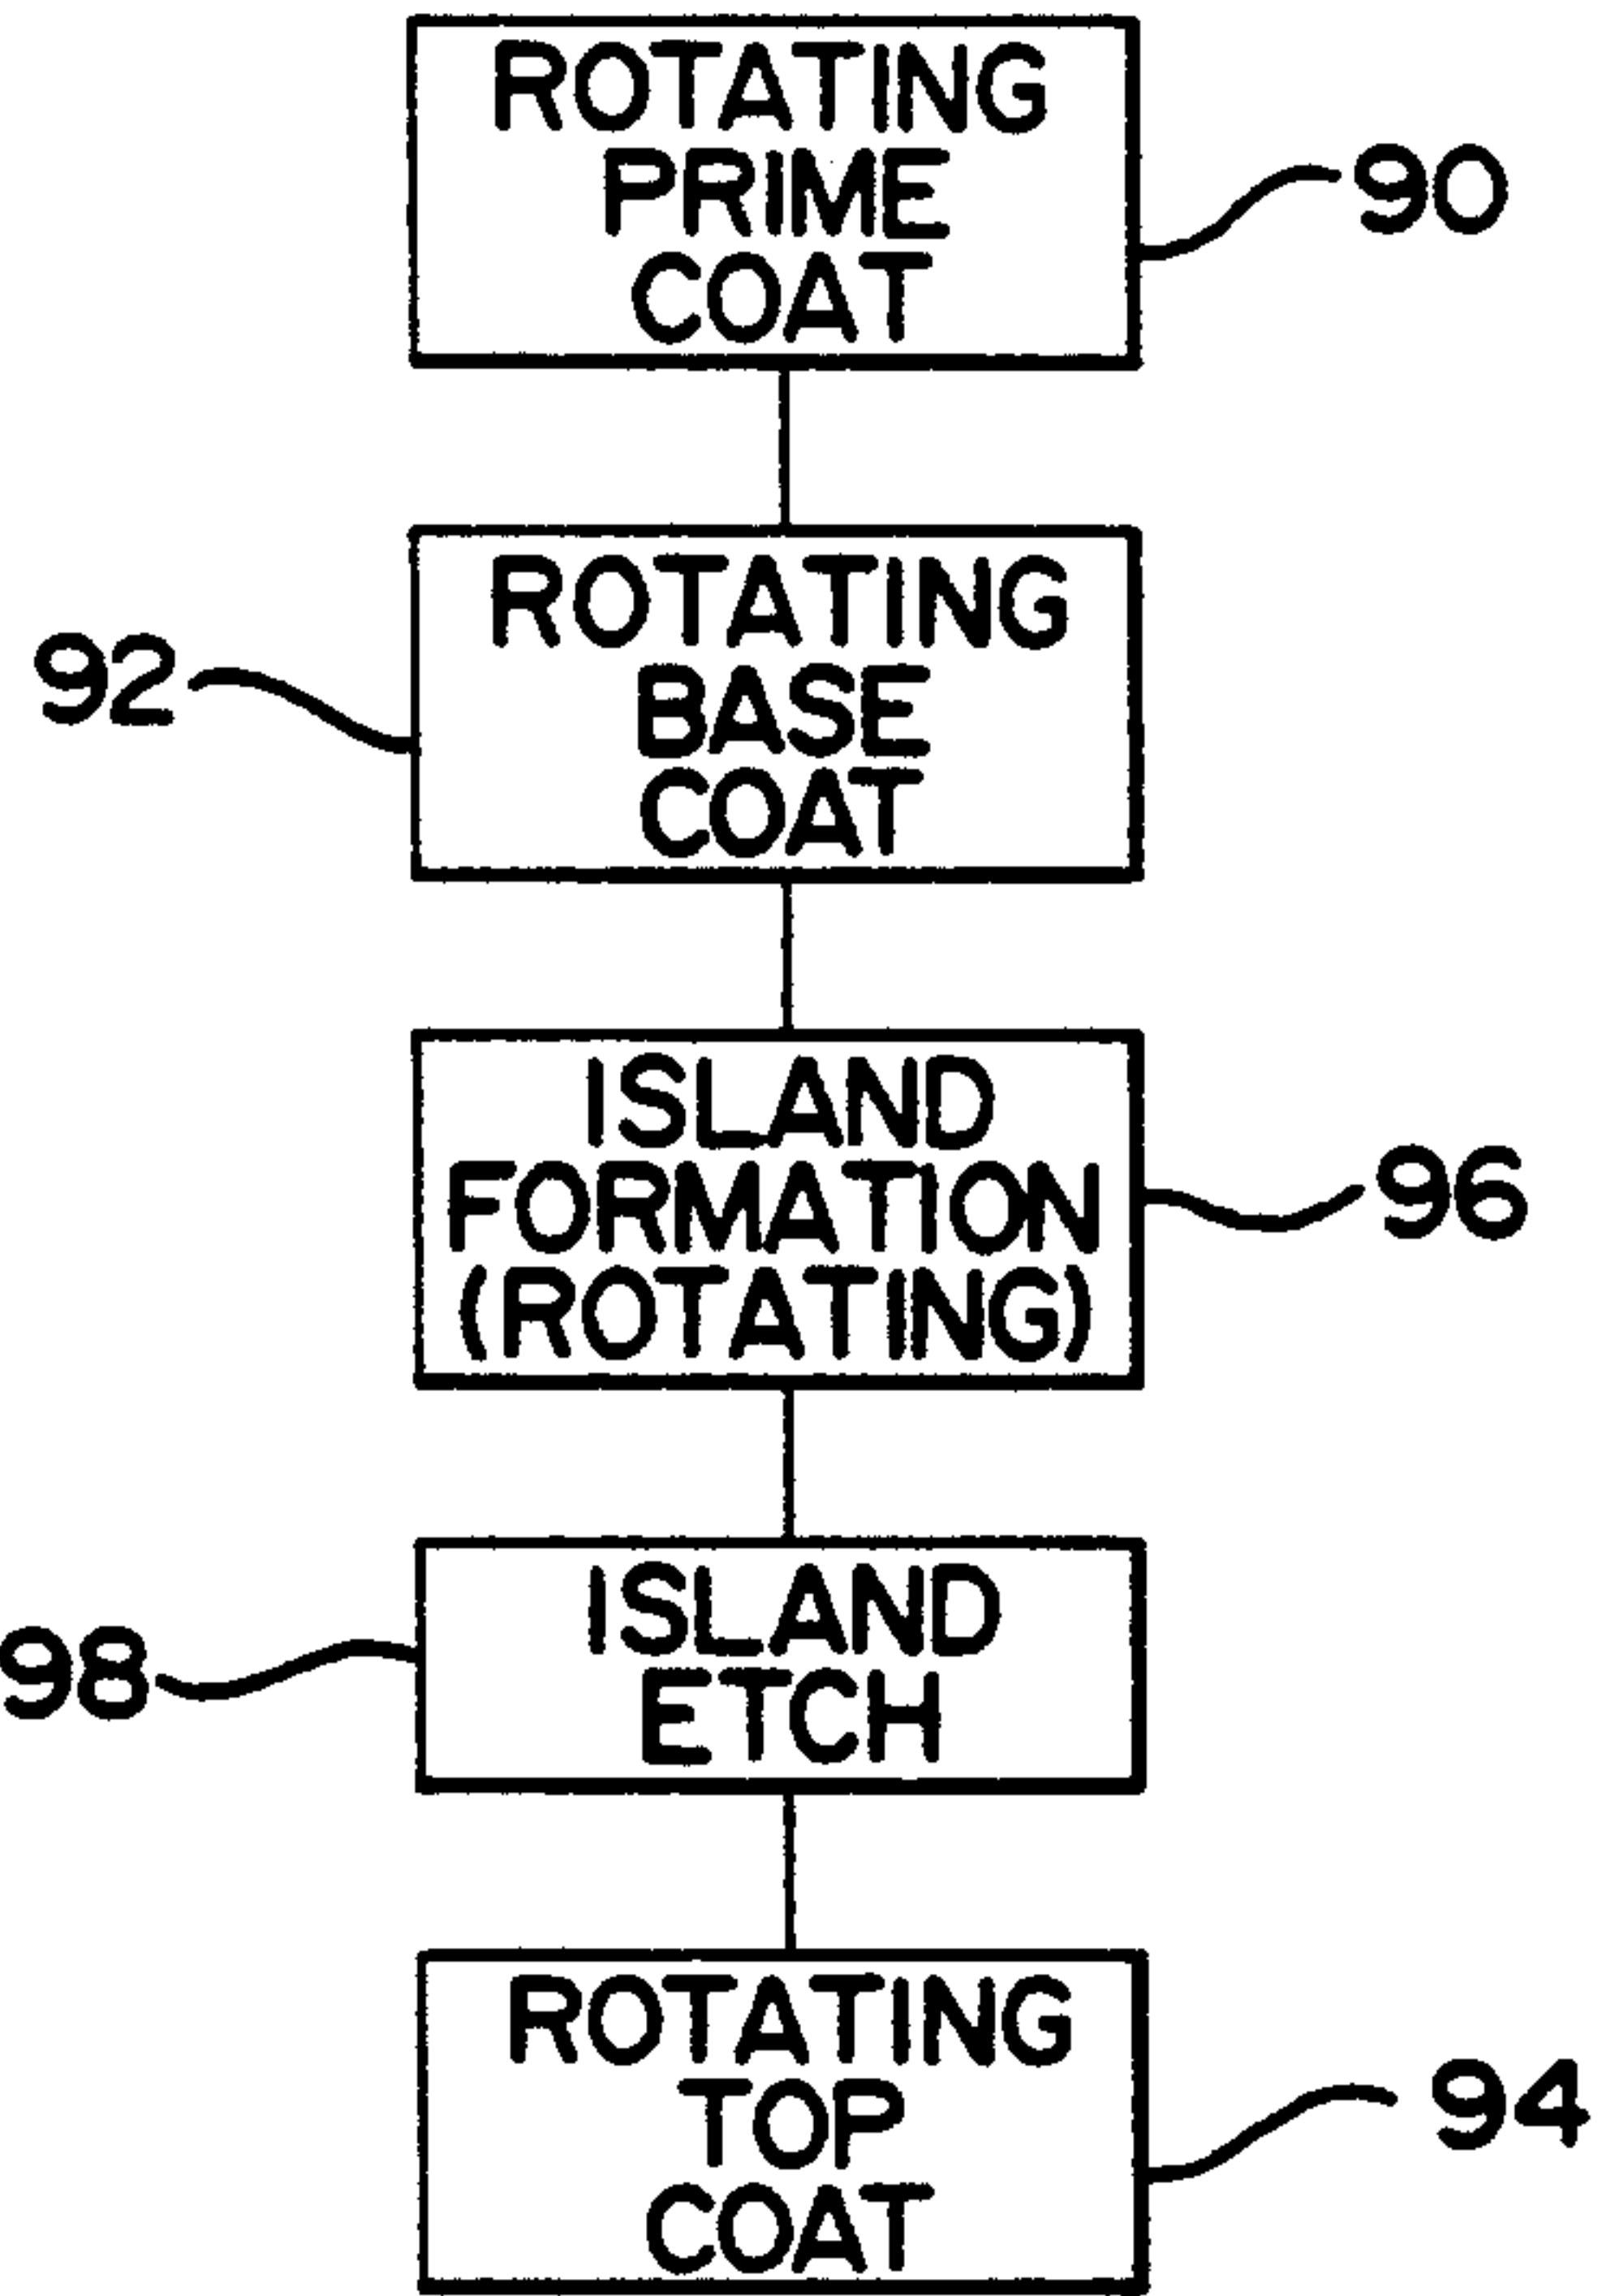 ROTATING
PRIME
COAT
90
ROTATING
BASE
COAT
92
ISLAND
FORMATION
(ROTATING)
96
ISLAND
ETCH
98
ROTATING
TOP
COAT
94